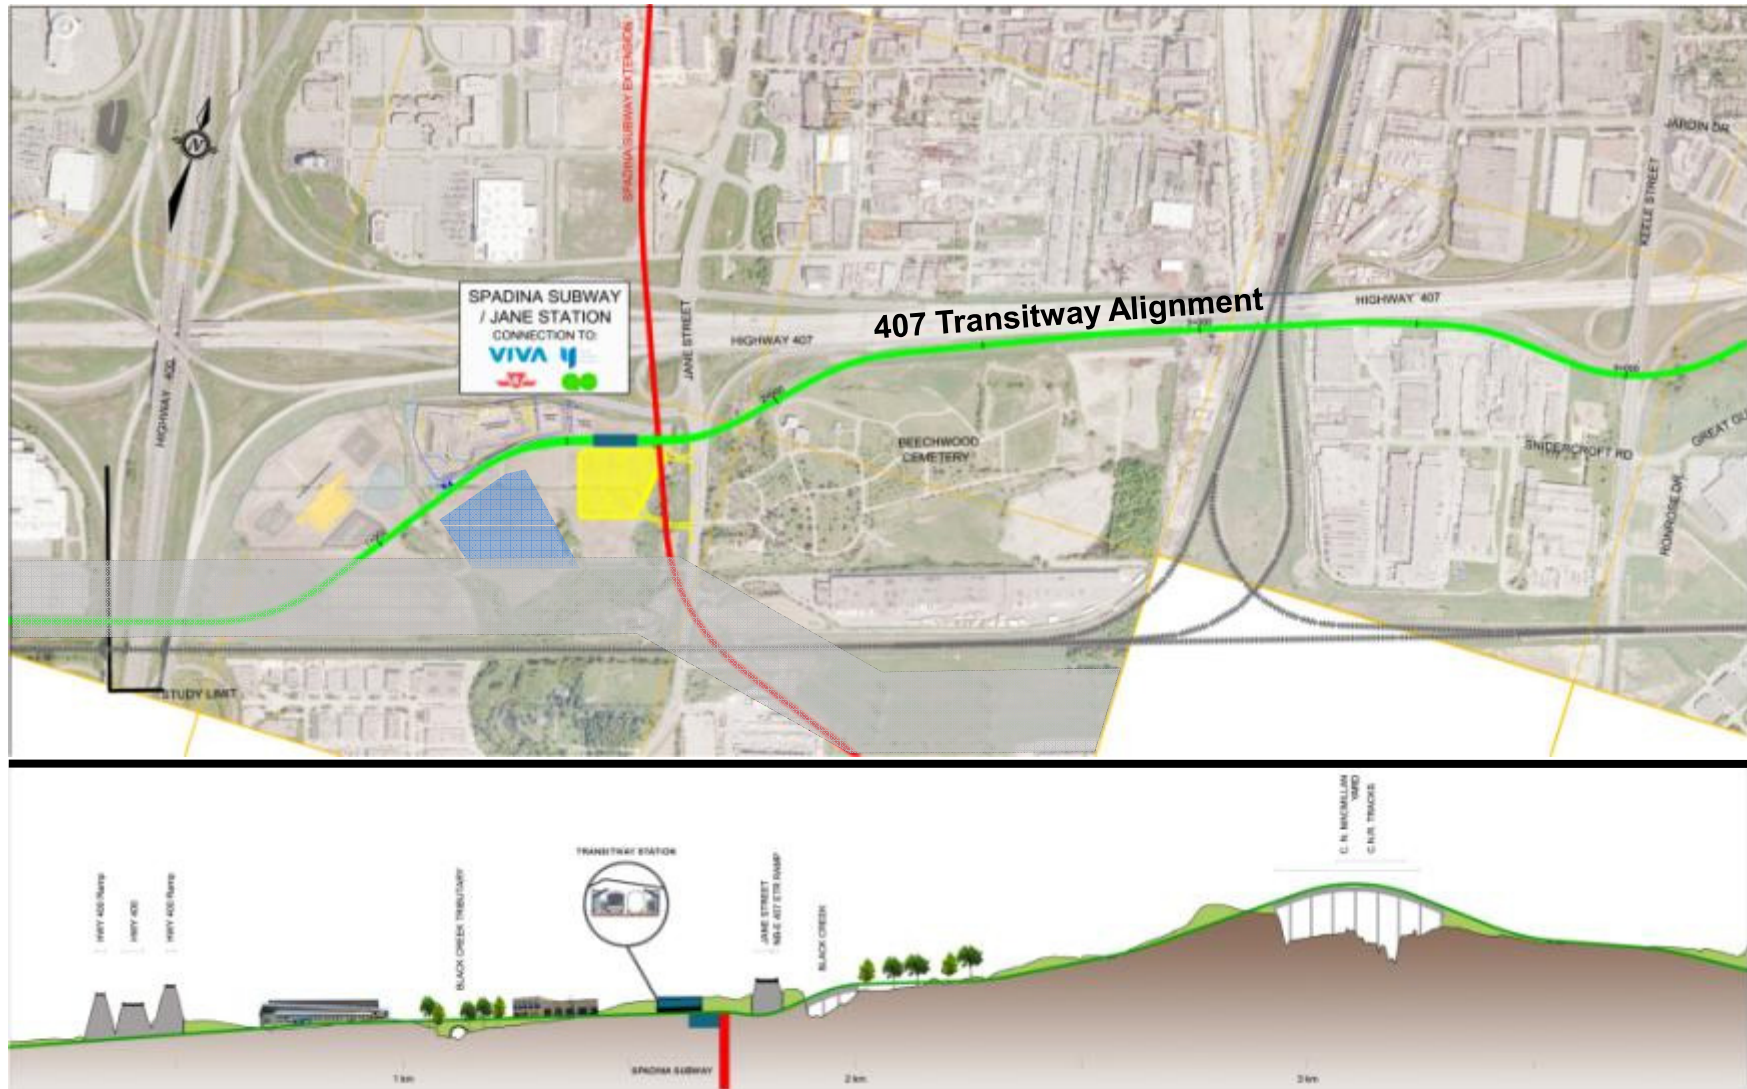 SPADINA SUBWAY EXTENSION
N
JARDIN DR
KEELE STREET
SPADINA SUBWAY
/ JANE STATION
CONNECTION TO:
VIVA
GO
HIGHWAY 400
JANE STREET
HIGHWAY 407
407 Transitway Alignment
HIGHWAY 407
BEECHWOOD
CEMETERY
SNIDERCROFT RD
RONROSE DR
STUDY LIMIT
HWY 400 Ramp
HWY 400
HWY 400 Ramp
BLACK CREEK TRIBUTARY
TRANSITWAY STATION
JANE STREET
NB-E 407 ETR RAMP
BLACK CREEK
C. N. MACMILLAN
YARD
C.N.R. TRACKS
SPADINA SUBWAY
1 km
2 km
3 km